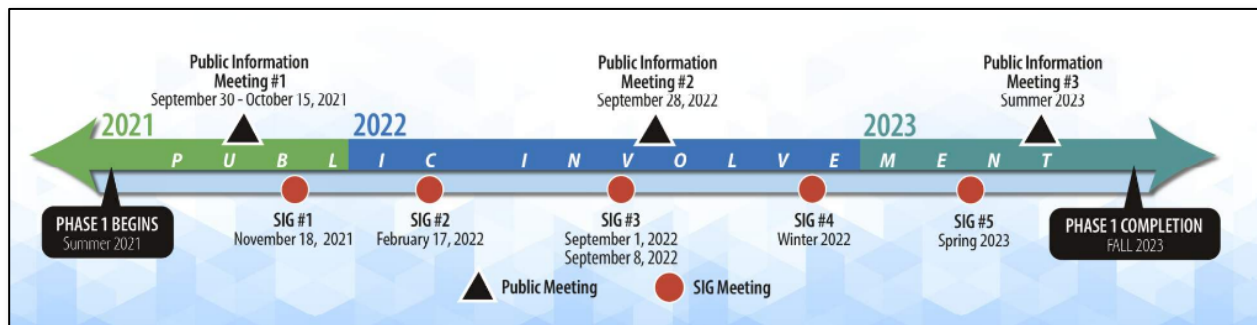 Public Information
Meeting #1
September 30 - October 15, 2021
Public Information
Meeting #2
September 28, 2022
Public Information
Meeting #3
Summer 2023
2021
2022
2023
PUBLIC INVOLVEMENT
PHASE 1 BEGINS
Summer 2021
SIG #1
November 18, 2021
SIG #2
February 17, 2022
SIG #3
September 1, 2022
September 8, 2022
SIG #4
Winter 2022
SIG #5
Spring 2023
PHASE 1 COMPLETION
FALL 2023
Public Meeting
SIG Meeting